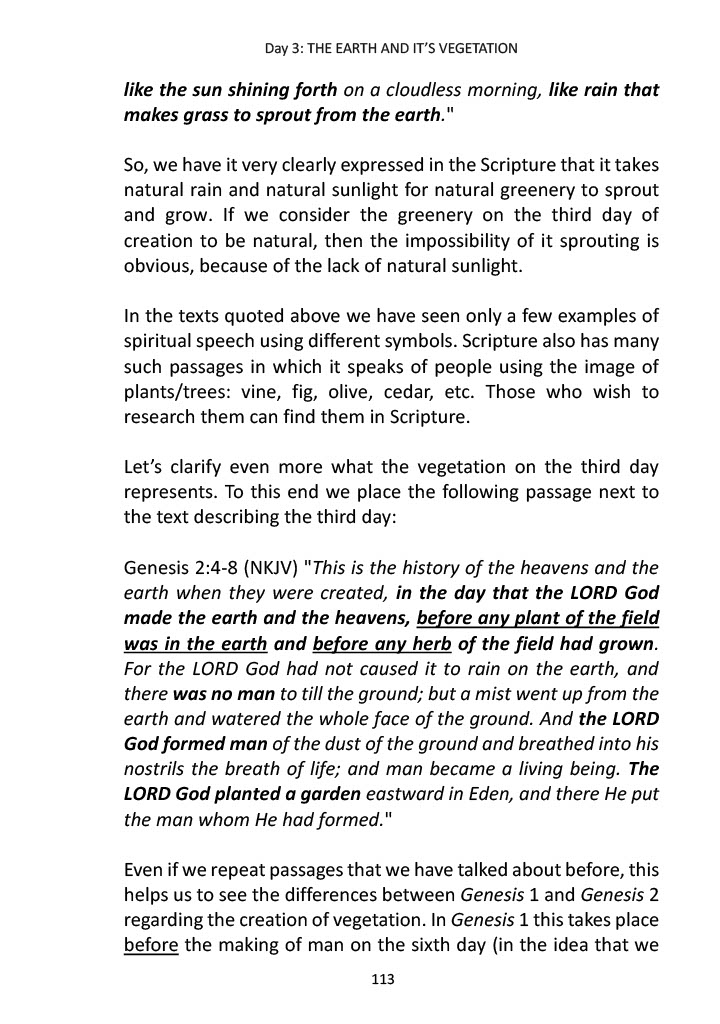 Day 3: THE EARTH AND IT'S VEGETATION
like the sun shining forth on a cloudless morning, like rain that
makes grass to sprout from the earth."
So, we have it very clearly expressed in the Scripture that it takes
natural rain and natural sunlight for natural greenery to sprout
and grow. If we consider the greenery on the third day of
creation to be natural, then the impossibility of it sprouting is
obvious, because of the lack of natural sunlight.
In the texts quoted above we have seen only a few examples of
spiritual speech using different symbols. Scripture also has many
such passages in which it speaks of people using the image of
plants/trees: vine, fig, olive, cedar, etc. Those who wish to
research them can find them in Scripture.
Let's clarify even more what the vegetation on the third day
represents. To this end we place the following passage next to
the text describing the third day:
Genesis 2:4-8 (NKJV) "This is the history of the heavens and the
earth when they were created, in the day that the LORD God
made the earth and the heavens, before any plant of the field
was in the earth and before any herb of the field had grown.
For the LORD God had not caused it to rain on the earth, and
there was no man to till the ground; but a mist went up from the
earth and watered the whole face of the ground. And the LORD
God formed man of the dust of the ground and breathed into his
nostrils the breath of life; and man became a living being. The
LORD God planted a garden eastward in Eden, and there He put
the man whom He had formed."
Even if we repeat passages that we have talked about before, this
helps us to see the differences between Genesis 1 and Genesis 2
regarding the creation of vegetation. In Genesis 1 this takes place
before the making of man on the sixth day (in the idea that we
113